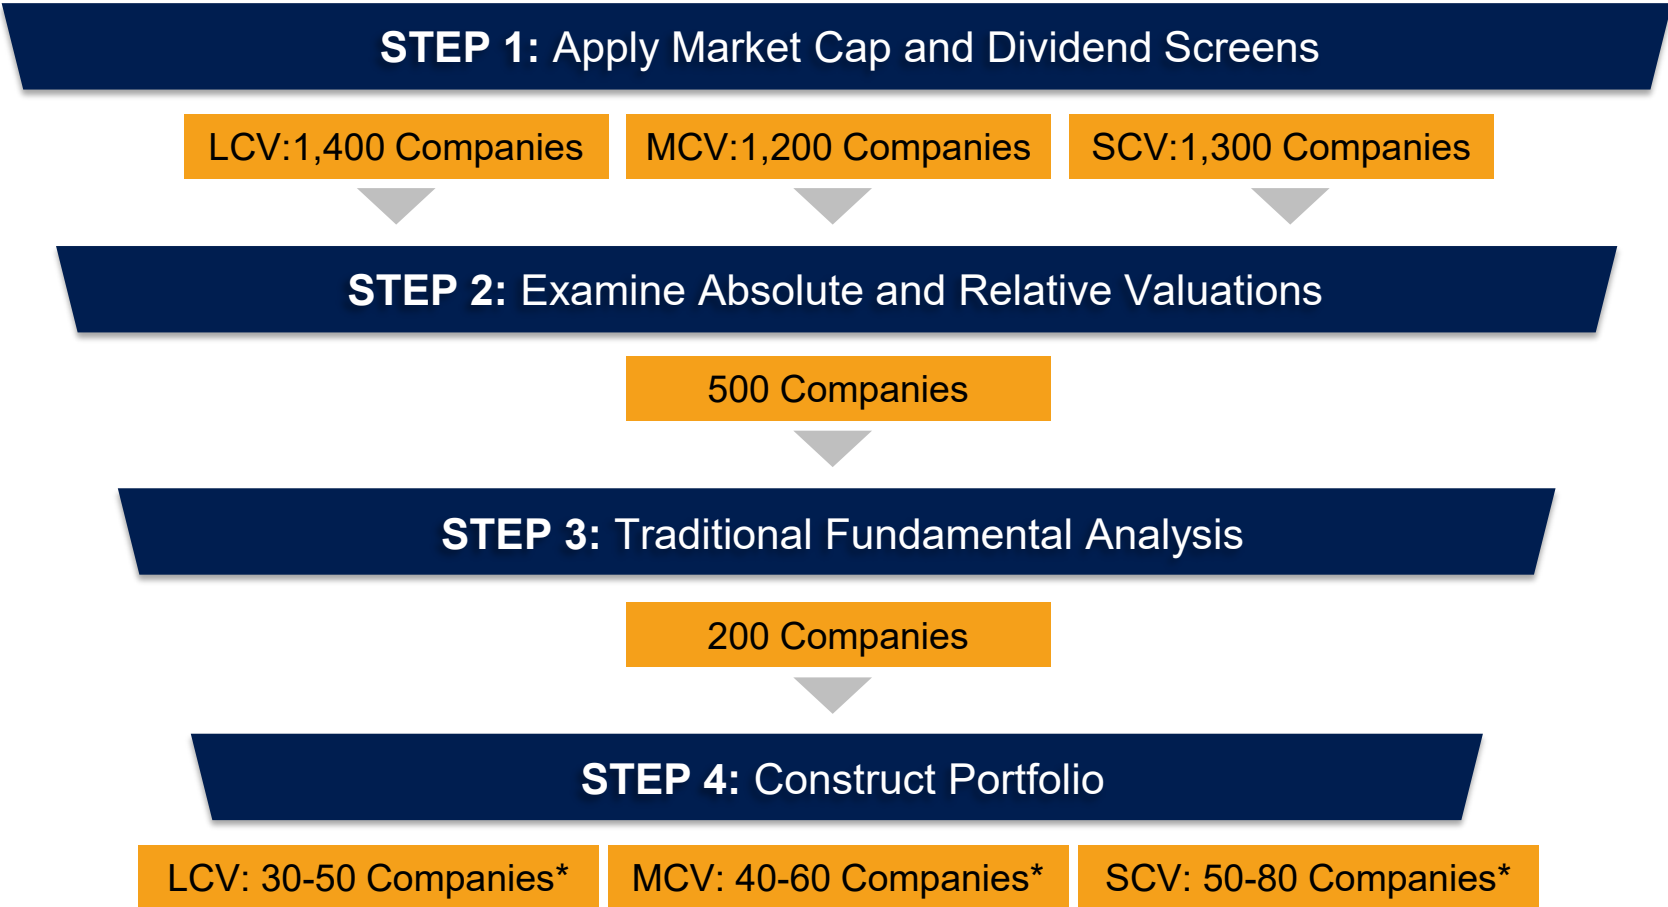 STEP 1: Apply Market Cap and Dividend Screens
LCV:1,400 Companies
MCV:1,200 Companies
SCV:1,300 Companies
STEP 2: Examine Absolute and Relative Valuations
500 Companies
STEP 3: Traditional Fundamental Analysis
200 Companies
STEP 4: Construct Portfolio
LCV: 30-50 Companies*
MCV: 40-60 Companies*
SCV: 50-80 Companies*